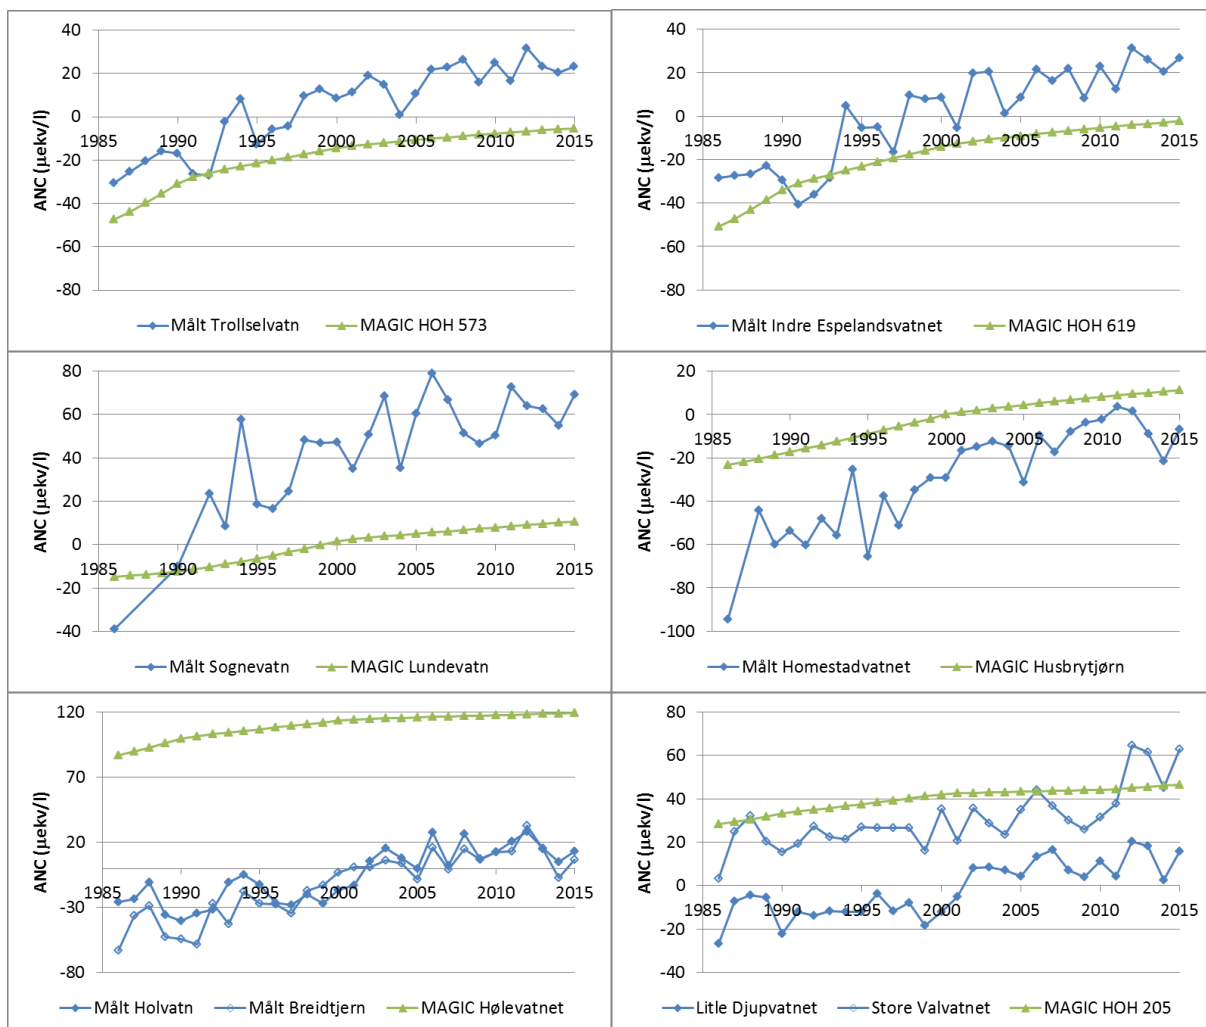 40
20
0
-20
-40
-60
-80
1985 1990 1995 2000 2005 2010 2015
ANC (µekv/l)
Målt Trollselvatn MAGIC HOH 573
40
20
0
-20
-40
-60
-80
1985 1990 1995 2000 2005 2010 2015
ANC (µekv/l)
Målt Indre Espelandsvatnet MAGIC HOH 619
80
60
40
20
0
-20
-40
1985 1990 1995 2000 2005 2010 2015
ANC (µekv/l)
Målt Sognevatn MAGIC Lundevatn
20
0
-20
-40
-60
-80
-100
1985 1990 1995 2000 2005 2010 2015
ANC (µekv/l)
Målt Homestadvatnet MAGIC Husbrytjørn
120
70
20
-30
-80
1985 1990 1995 2000 2005 2010 2015
ANC (µekv/l)
Målt Holvatn Målt Breidtjern MAGIC Hølevatnet
80
60
40
20
0
-20
-40
1985 1990 1995 2000 2005 2010 2015
ANC (µekv/l)
Litle Djupvatnet Store Valvatnet MAGIC HOH 205